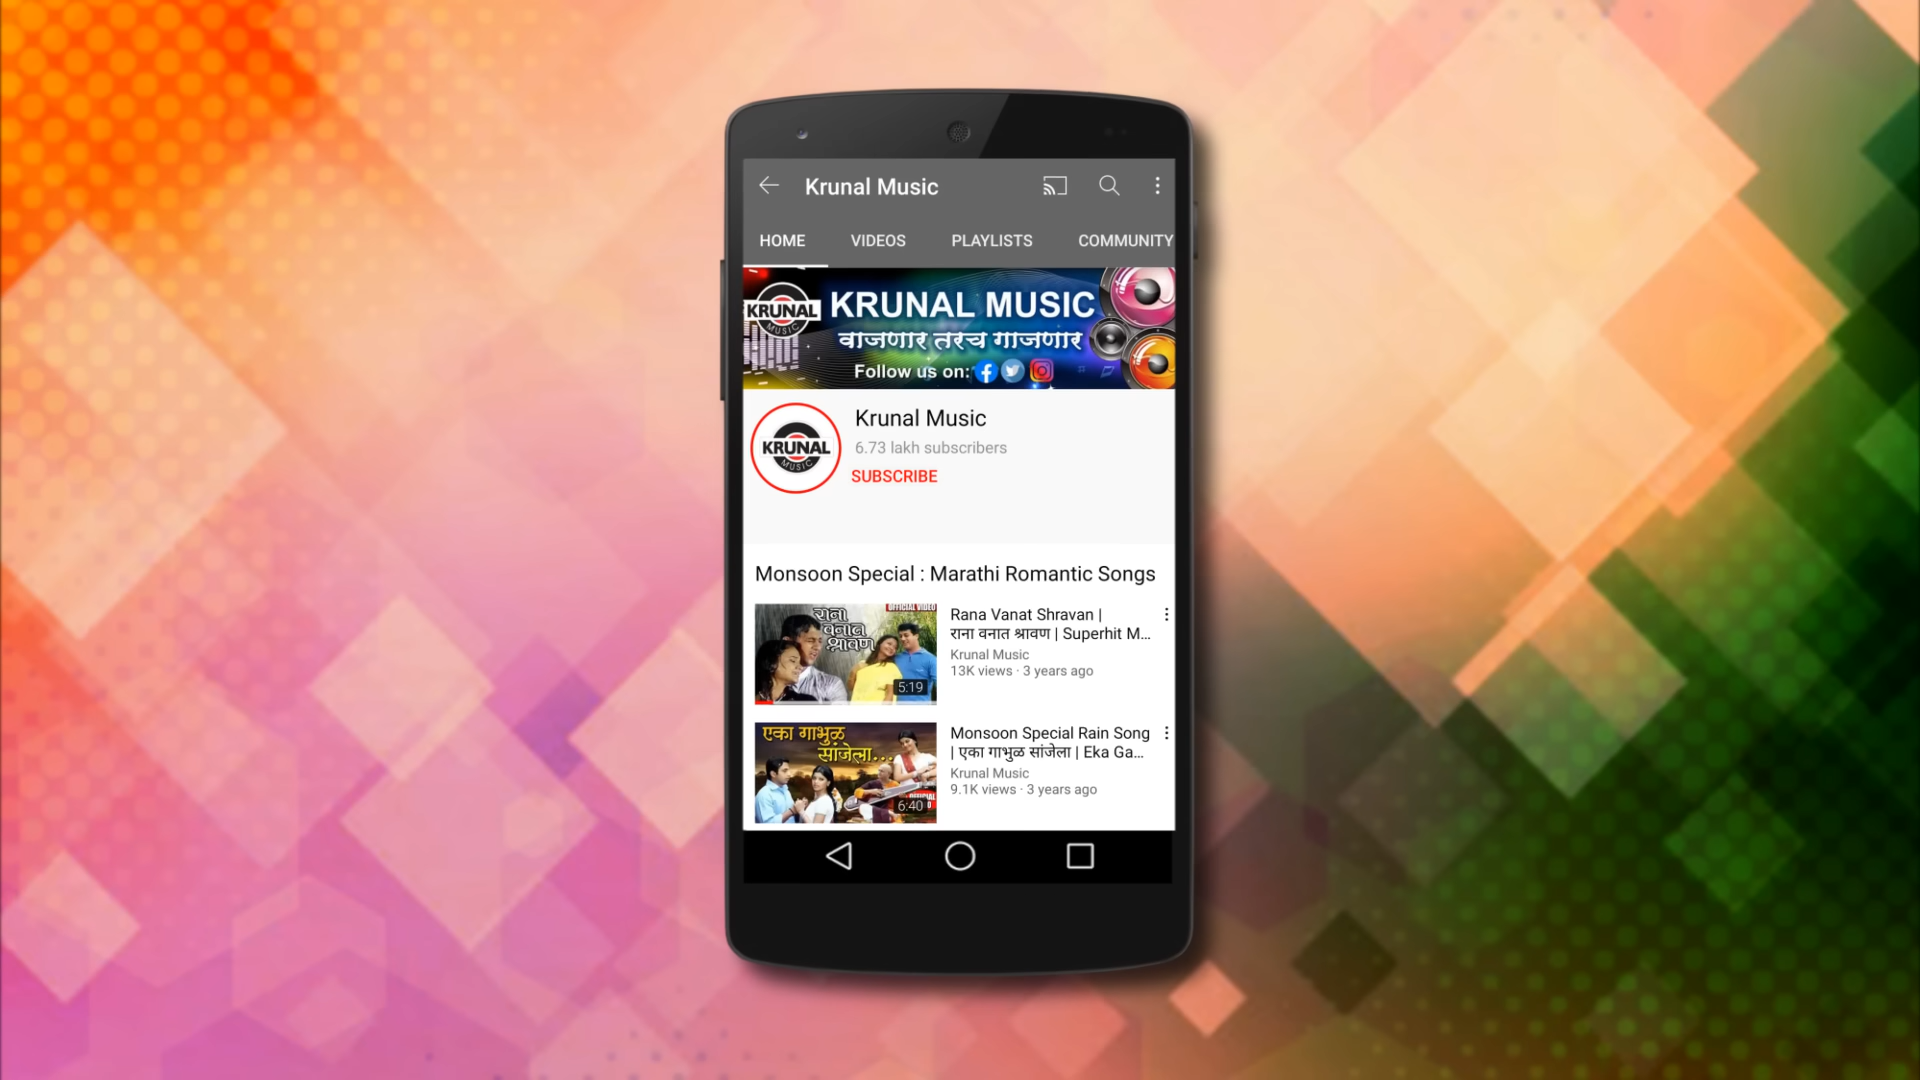 Krunal Music
HOME VIDEOS PLAYLISTS COMMUNITY
KRUNAL
MUSIC
KRUNAL MUSIC
वाजणार तरच गाजणार
Follow us on:
Krunal Music
6.73 lakh subscribers
SUBSCRIBE
KRUNAL
MUSIC
Monsoon Special : Marathi Romantic Songs
OFFICIAL VIDEO
राना
वनात
श्रावण
5:19
Rana Vanat Shravan |
राना वनात श्रावण | Superhit M...
Krunal Music
13K views · 3 years ago
एका गाभुळ
सांजेला...
6:40
Monsoon Special Rain Song
| एका गाभुळ सांजेला | Eka Ga...
Krunal Music
9.1K views · 3 years ago